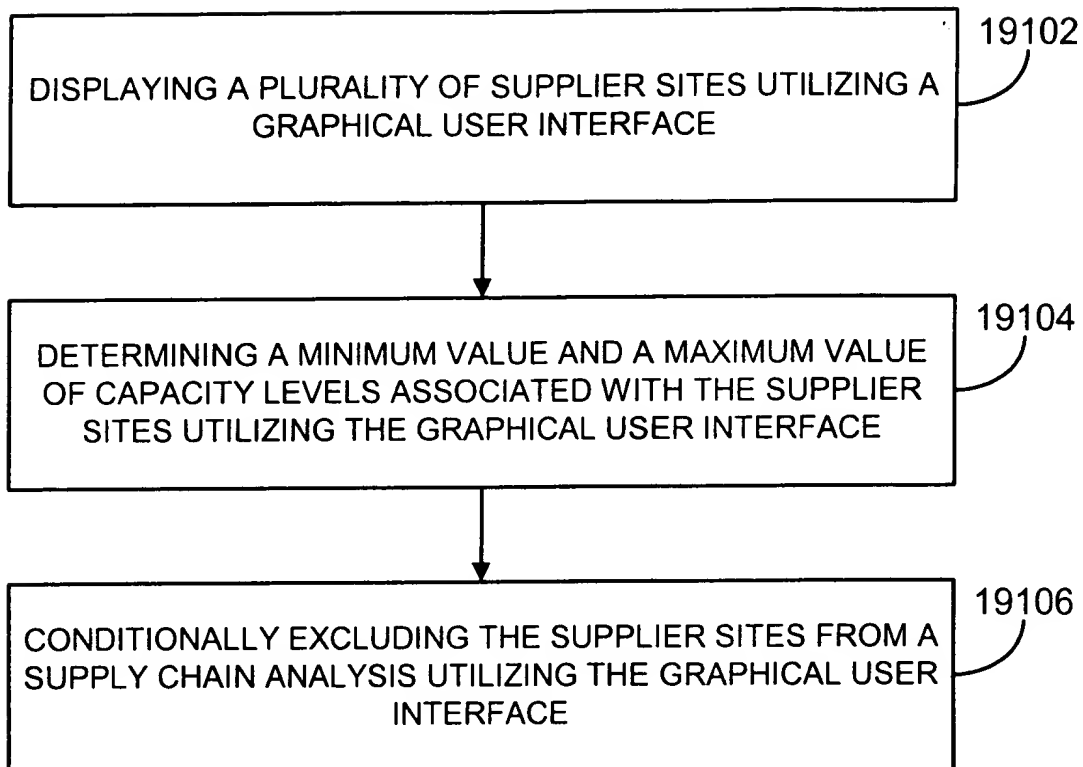 19102
DISPLAYING A PLURALITY OF SUPPLIER SITES UTILIZING A
GRAPHICAL USER INTERFACE
19104
DETERMINING A MINIMUM VALUE AND A MAXIMUM VALUE
OF CAPACITY LEVELS ASSOCIATED WITH THE SUPPLIER
SITES UTILIZING THE GRAPHICAL USER INTERFACE
19106
CONDITIONALLY EXCLUDING THE SUPPLIER SITES FROM A
SUPPLY CHAIN ANALYSIS UTILIZING THE GRAPHICAL USER
INTERFACE